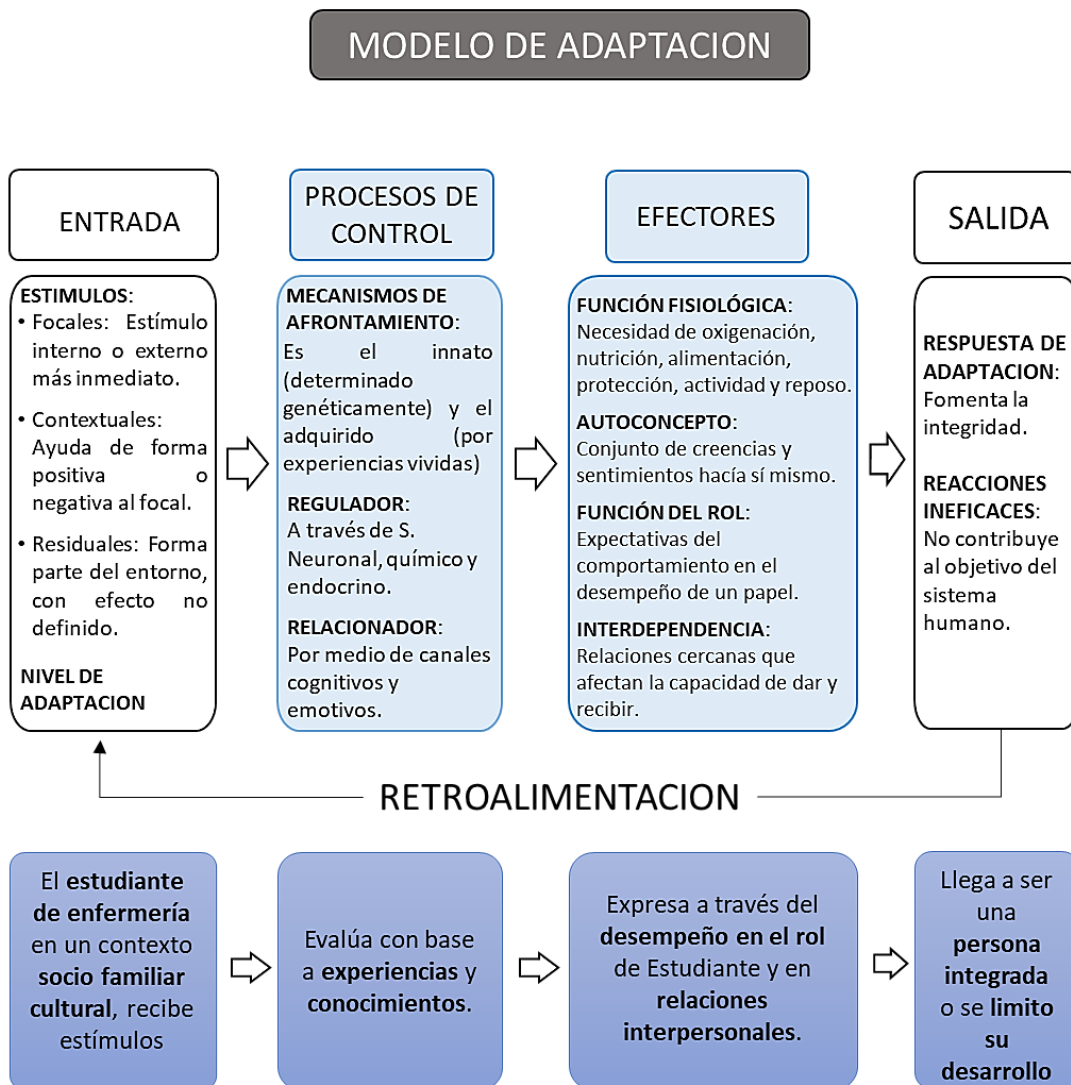 MODELO DE ADAPTACION
ENTRADA
ESTIMULOS:
• Focales: Estímulo
interno o externo
más inmediato.
• Contextuales:
Ayuda de forma
positiva o
negativa al focal.
• Residuales: Forma
parte del entorno,
con efecto no
definido.
NIVEL DE
ADAPTACION
PROCESOS DE
CONTROL
MECANISMOS DE
AFRONTAMIENTO:
Es el innato
(determinado
genéticamente) y el
adquirido (por
experiencias vividas)
REGULADOR:
A través de S.
Neuronal, químico y
endocrino.
RELACIONADOR:
Por medio de canales
cognitivos y
emotivos.
EFECTORES
FUNCIÓN FISIOLÓGICA:
Necesidad de oxigenación,
nutrición, alimentación,
protección, actividad y reposo.
AUTOCONCEPTO:
Conjunto de creencias y
sentimientos hacía sí mismo.
FUNCIÓN DEL ROL:
Expectativas del
comportamiento en el
desempeño de un papel.
INTERDEPENDENCIA:
Relaciones cercanas que
afectan la capacidad de dar y
recibir.
SALIDA
RESPUESTA DE
ADAPTACION:
Fomenta la
integridad.
REACCIONES
INEFICACES:
No contribuye
al objetivo del
sistema
humano.
RETROALIMENTACION
El estudiante
de enfermería
en un contexto
socio familiar
cultural, recibe
estímulos
Evalúa con base
a experiencias y
conocimientos.
Expresa a través del
desempeño en el rol
de Estudiante y en
relaciones
interpersonales.
Llega a ser
una
persona
integrada
o se limito
su
desarrollo